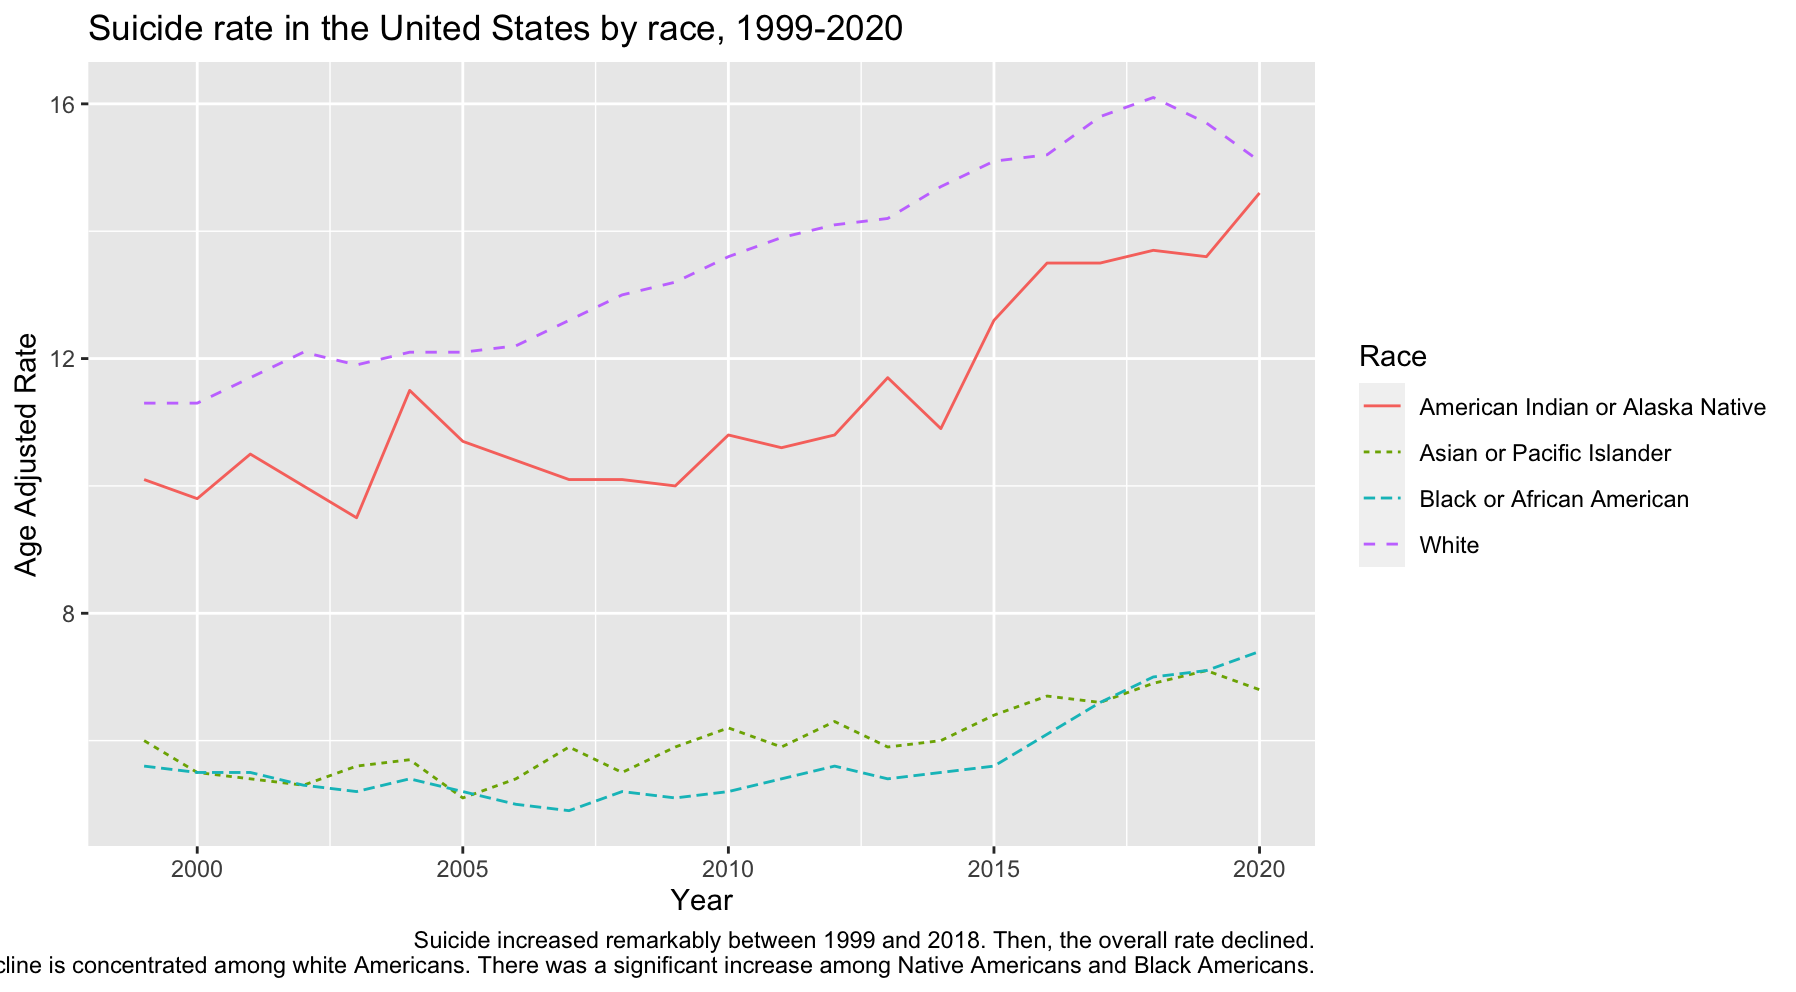 Suicide rate in the United States by race, 1999-2020
Age Adjusted Rate
16
12
8
2000 2005 2010 2015 2020
Year
Race
American Indian or Alaska Native
Asian or Pacific Islander
Black or African American
White
Suicide increased remarkably between 1999 and 2018. Then, the overall rate declined.
is concentrated among white Americans. There was a significant increase among Native Americans and Black Americans.